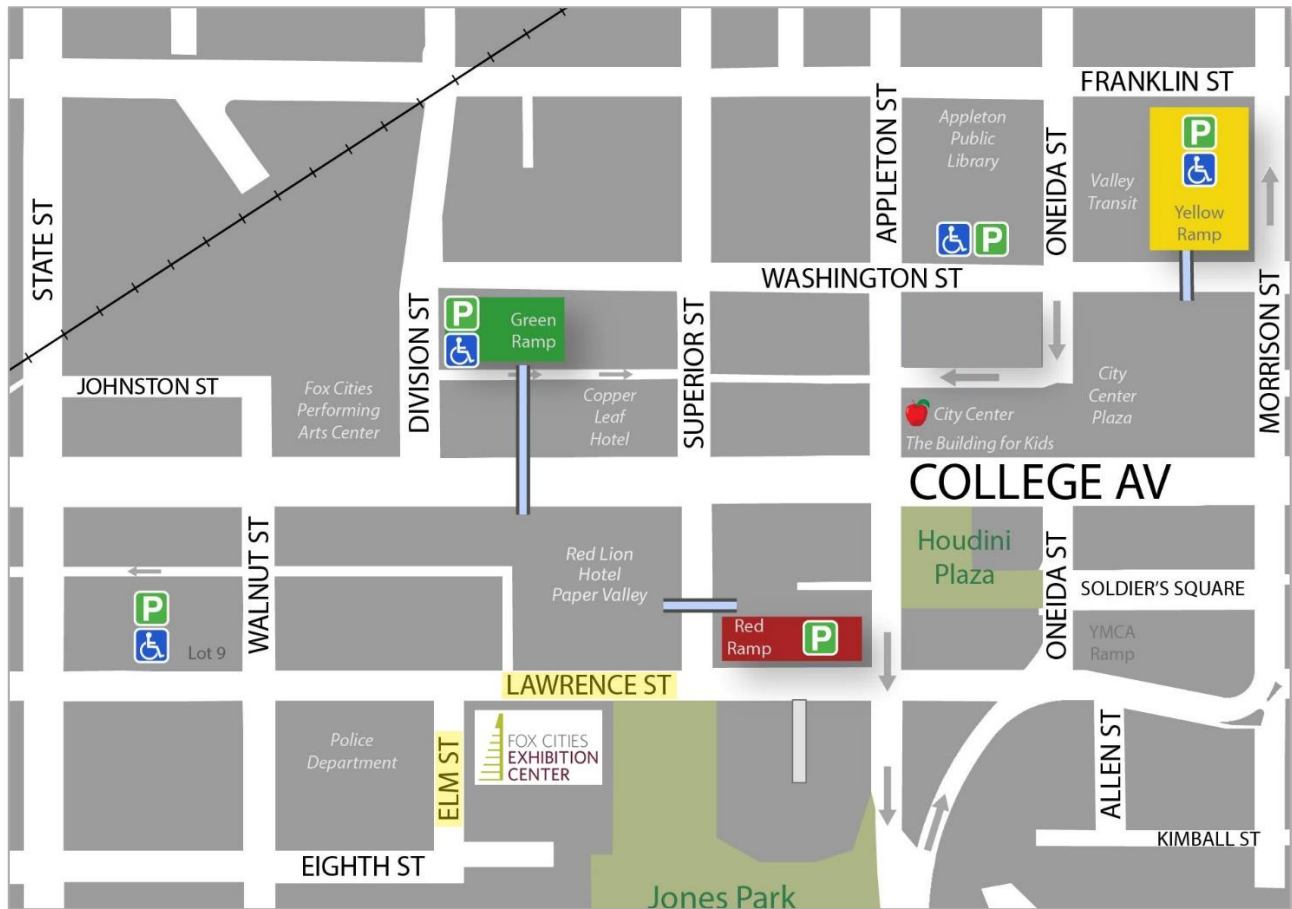 FRANKLIN ST
STATE ST
APPLETON ST
Appleton
Public
Library
ONEIDA ST
Valley
Transit
P
Yellow
Ramp
P
WASHINGTON ST
MORRISON ST
DIVISION ST
P
Green
Ramp
SUPERIOR ST
JOHNSTON ST
Fox Cities
Performing
Arts Center
Copper
Leaf
Hotel
City
Center
Plaza
City Center
The Building for Kids
COLLEGE AV
WALNUT ST
Red Lion
Hotel
Paper Valley
Houdini
Plaza
ONEIDA ST
SOLDIER'S SQUARE
P
Lot 9
Red
Ramp
P
YMCA
Ramp
LAWRENCE ST
Police
Department
ELM ST
FOX CITIES
EXHIBITION
CENTER
ALLEN ST
KIMBALL ST
EIGHTH ST
Jones Park